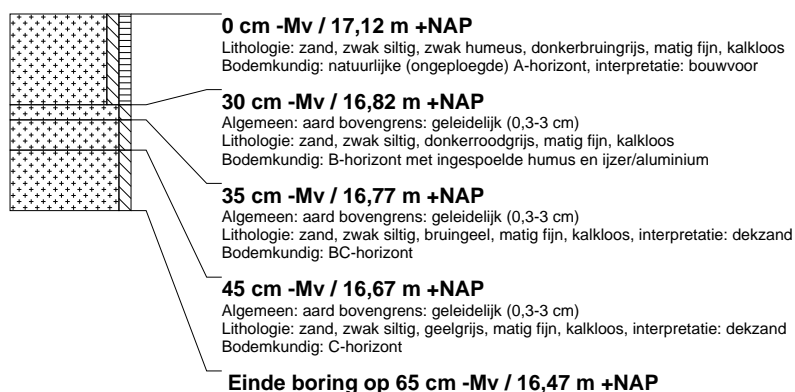 0 cm -Mv / 17,12 m +NAP
Lithologie: zand, zwak siltig, zwak humeus, donkerbruingrijs, matig fijn, kalkloos
Bodemkundig: natuurlijke (ongeploegde) A-horizont, interpretatie: bouwvoor
30 cm -Mv / 16,82 m +NAP
Algemeen: aard bovengrens: geleidelijk (0,3-3 cm)
Lithologie: zand, zwak siltig, donkerroodgrijs, matig fijn, kalkloos
Bodemkundig: B-horizont met ingespoelde humus en ijzer/aluminium
35 cm -Mv / 16,77 m +NAP
Algemeen: aard bovengrens: geleidelijk (0,3-3 cm)
Lithologie: zand, zwak siltig, bruingeel, matig fijn, kalkloos, interpretatie: dekzand
Bodemkundig: BC-horizont
45 cm -Mv / 16,67 m +NAP
Algemeen: aard bovengrens: geleidelijk (0,3-3 cm)
Lithologie: zand, zwak siltig, geelgrijs, matig fijn, kalkloos, interpretatie: dekzand
Bodemkundig: C-horizont
Einde boring op 65 cm -Mv / 16,47 m +NAP